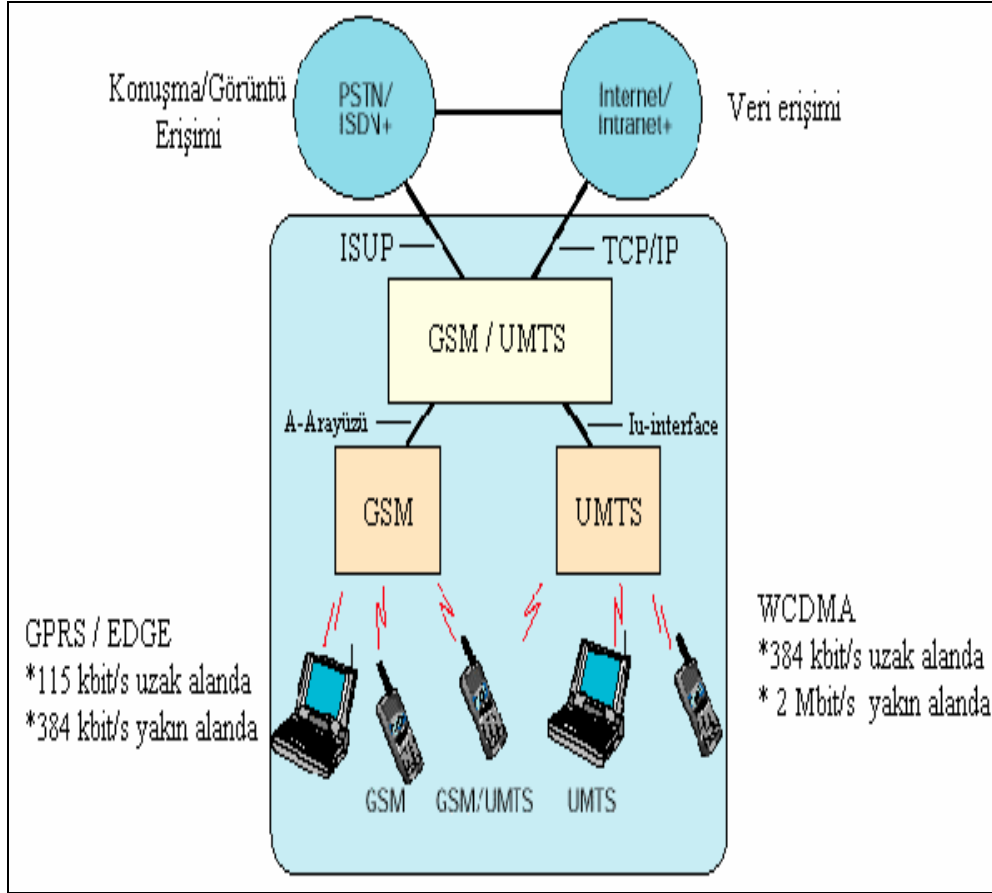 Konuşma/Görüntü
Erişimi
PSTN/
ISDN+
Internet/
Intranet+
Veri erişimi
ISUP
TCP/IP
GSM / UMTS
A-Arayüzü
Iu-interface
GSM
UMTS
GPRS / EDGE
*115 kbit/s uzak alanda
*384 kbit/s yakın alanda
WCDMA
*384 kbit/s uzak alanda
* 2 Mbit/s yakın alanda
GSM
GSM/UMTS
UMTS